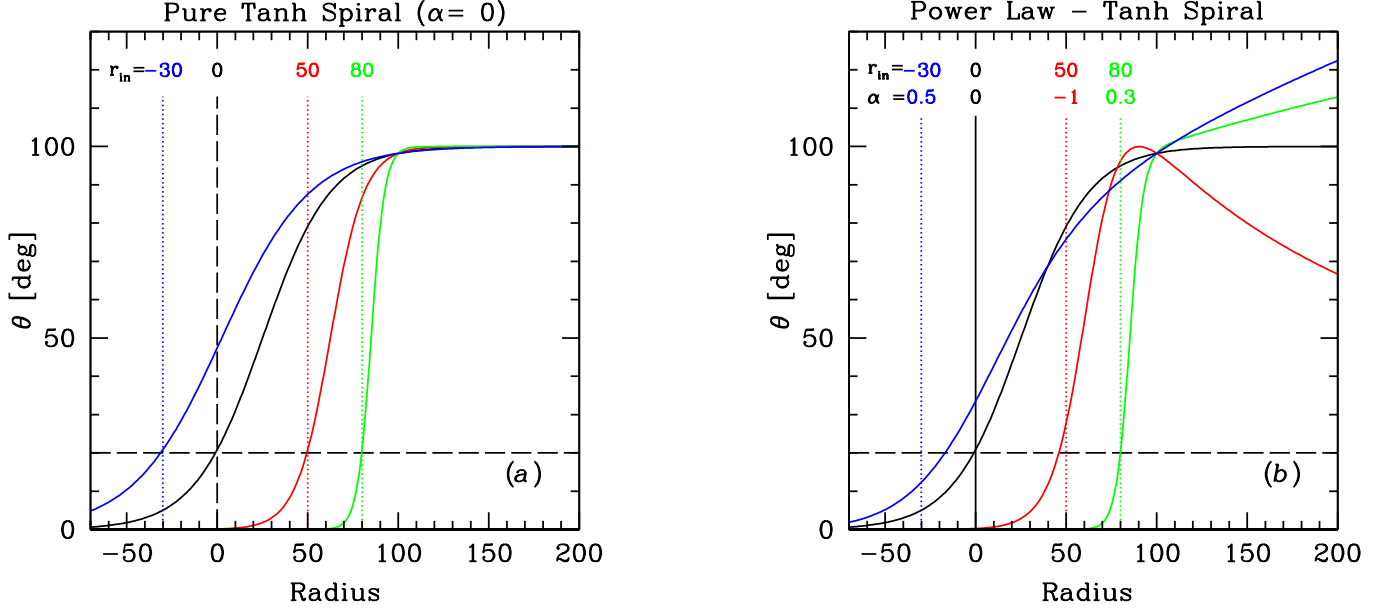 Pure Tanh Spiral (α= 0)
r_in=−30 0 50 80
100
50
0
θ [deg]
(a)
−50 0 50 100 150 200
Radius
Power Law − Tanh Spiral
r_in=−30 0 50 80
α =0.5 0 −1 0.3
100
50
0
θ [deg]
(b)
−50 0 50 100 150 200
Radius